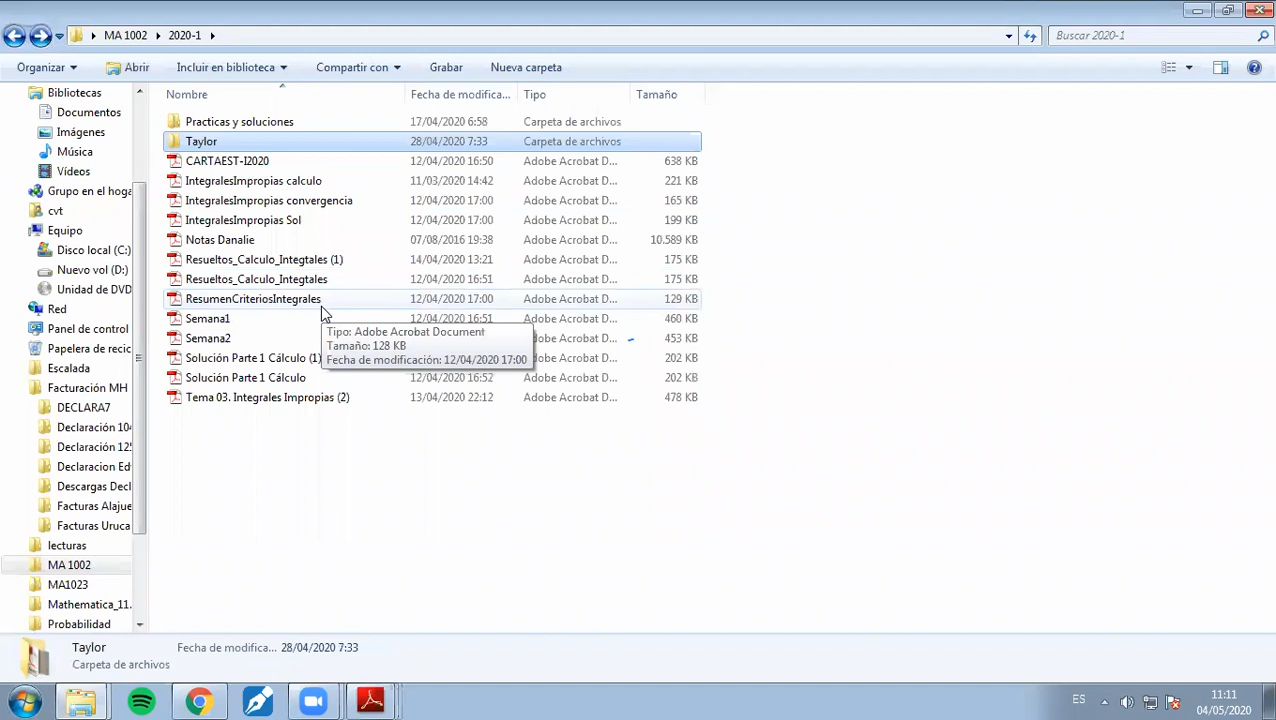 MA 1002 2020-1
Buscar 2020-1
Organizar Abrir Incluir en biblioteca Compartir con Grabar Nueva carpeta
Nombre Fecha de modifica... Tipo Tamaño
Practicas y soluciones 17/04/2020 6:58 Carpeta de archivos
Taylor 28/04/2020 7:33 Carpeta de archivos
CARTAEST-I2020 12/04/2020 16:50 Adobe Acrobat D... 638 KB
IntegralesImpropias calculo 11/03/2020 14:42 Adobe Acrobat D... 221 KB
IntegralesImpropias convergencia 12/04/2020 17:00 Adobe Acrobat D... 165 KB
IntegralesImpropias Sol 12/04/2020 17:00 Adobe Acrobat D... 199 KB
Notas Danalie 07/08/2016 19:38 Adobe Acrobat D... 10.589 KB
Resueltos_Calculo_Integtales (1) 14/04/2020 13:21 Adobe Acrobat D... 175 KB
Resueltos_Calculo_Integtales 12/04/2020 16:51 Adobe Acrobat D... 175 KB
ResumenCriteriosIntegrales 12/04/2020 17:00 Adobe Acrobat D... 129 KB
Semana1 12/04/2020 16:51 Adobe Acrobat D... 460 KB
Semana2 Adobe Acrobat D... 453 KB
Solución Parte 1 Cálculo (1) Adobe Acrobat D... 202 KB
Solución Parte 1 Cálculo 12/04/2020 16:52 Adobe Acrobat D... 202 KB
Tema 03. Integrales Impropias (2) 13/04/2020 22:12 Adobe Acrobat D... 478 KB
Tipo: Adobe Acrobat Document
Tamaño: 128 KB
Fecha de modificación: 12/04/2020 17:00
Bibliotecas
Documentos
Imágenes
Música
Vídeos
Grupo en el hoga
cvt
Equipo
Disco local (C:)
Nuevo vol (D:)
Unidad de DVD
Red
Panel de control
Papelera de recic
Escalada
Facturación MH
DECLARA7
Declaración 104
Declaración 125
Declaracion Ed
Descargas Decl
Facturas Alajue
Facturas Uruca
lecturas
MA 1002
MA1023
Mathematica_11.
Probabilidad
Taylor Fecha de modifica... 28/04/2020 7:33
Carpeta de archivos
ES
11:11
04/05/2020